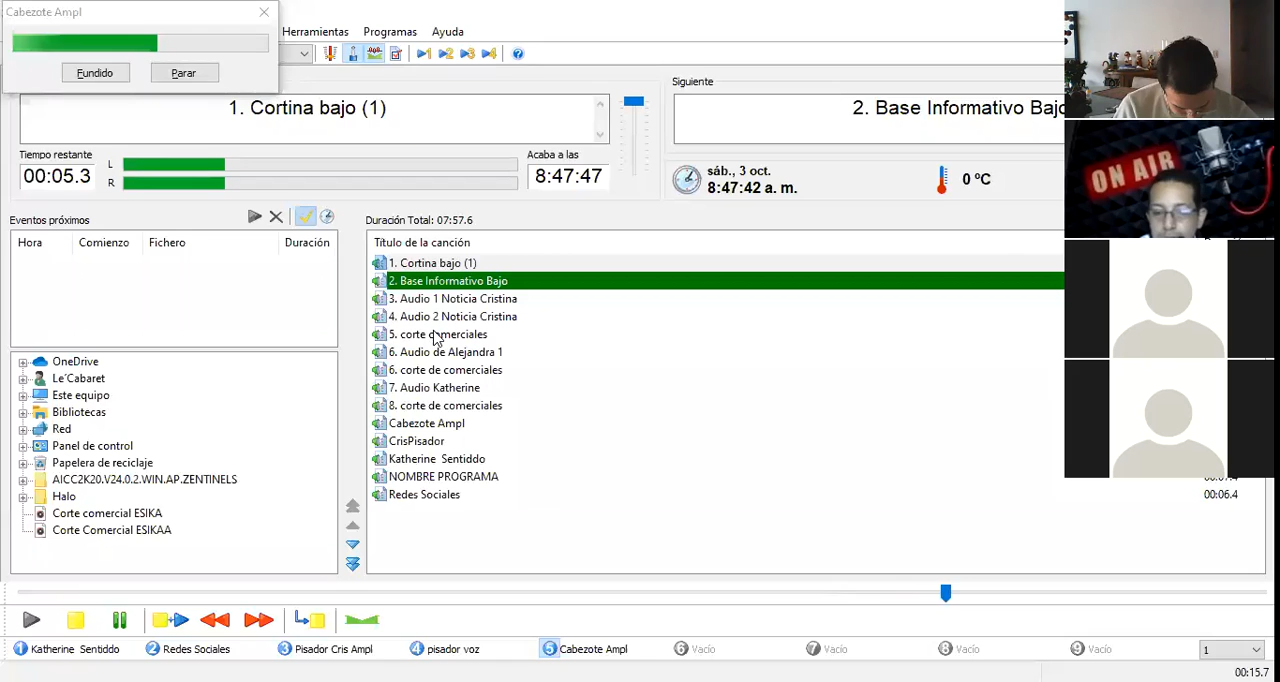 Cabezote Ampl
Fundido
Parar
Herramientas Programas Ayuda
1 2 3 4
1. Cortina bajo (1)
Siguiente
2. Base Informativo Bajo
Tiempo restante
00:05.3
L
R
Acaba a las
8:47:47
sáb., 3 oct.
8:47:42 a. m.
0 ºC
ON AIR
Eventos próximos
Hora Comienzo Fichero Duración
Duración Total: 07:57.6
Título de la canción
1. Cortina bajo (1)
2. Base Informativo Bajo
3. Audio 1 Noticia Cristina
4. Audio 2 Noticia Cristina
5. corte de comerciales
6. Audio de Alejandra 1
6. corte de comerciales
7. Audio Katherine
8. corte de comerciales
Cabezote Ampl
CrisPisador
Katherine Sentiddo
NOMBRE PROGRAMA
Redes Sociales 00:06.4
OneDrive
Le´Cabaret
Este equipo
Bibliotecas
Red
Panel de control
Papelera de reciclaje
AICC2K20.V24.0.2.WIN.AP.ZENTINELS
Halo
Corte comercial ESIKA
Corte Comercial ESIKAA
1 Katherine Sentiddo 2 Redes Sociales 3 Pisador Cris Ampl 4 pisador voz 5 Cabezote Ampl 6 Vacío 7 Vacío 8 Vacío 9 Vacío 1
00:15.7